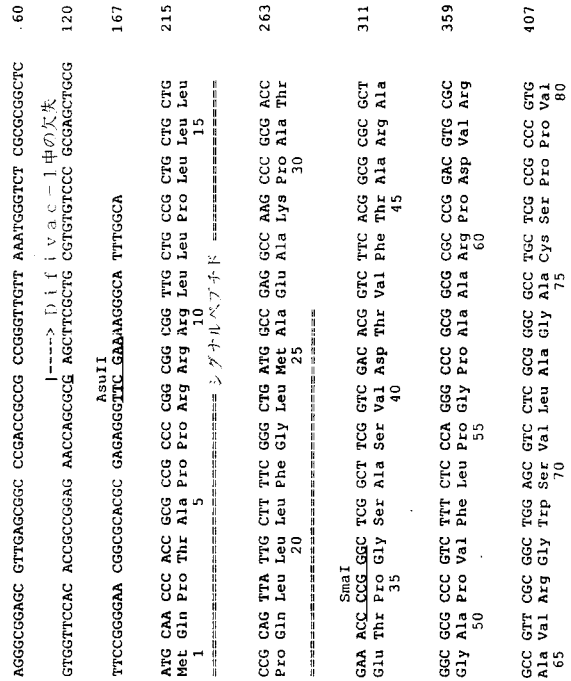 AGGGCGGAGC GTTGAGCGGC CCGACCGCCG CCGGGTTGTT AAATGGGTCT CGCGCGGCTC .60
|----> Difivac-1中の欠失
GTGGTTCCAC ACCGCCGGAG AACCAGCGCG AGCTTCGCTG CGTGTGTCCC GCGAGCTGCG 120
AsuII
TTCCGGGGAA CGGCGCACGC GAGAGGGTTC GAAAAGGGCA TTTGGCA 167
ATG CAA CCC ACC GCG CCG CCC CGG CGG CGG TTG CTG CCG CTG CTG CTG 215
Met Gln Pro Thr Ala Pro Pro Arg Arg Arg Leu Leu Pro Leu Leu Leu
1 5 10 15
======== シグナルペプチド ========
CCG CAG TTA TTG CTT TTC GGG CTG ATG GCC GAG GCC AAG CCC GCG ACC 263
Pro Gln Leu Leu Leu Phe Gly Leu Met Ala Glu Ala Lys Pro Ala Thr
20 25 30
========
SmaI
GAA ACC CCG GGC TCG GCT TCG GTC GAC ACG GTC TTC ACG GCG CGC GCT 311
Glu Thr Pro Gly Ser Ala Ser Val Asp Thr Val Phe Thr Ala Arg Ala
35 40 45
GGC GCG CCC GTC TTT CTC CCA GGG CCC GCG GCG CGC CCG GAC GTG CGC 359
Gly Ala Pro Val Phe Leu Pro Gly Pro Ala Ala Arg Pro Asp Val Arg
50 55 60
GCC GTT CGC GGC TGG AGC GTC CTC GCG GGC GCC TGC TCG CCG CCC GTG 407
Ala Val Arg Gly Trp Ser Val Leu Ala Gly Ala Cys Ser Pro Pro Val
65 70 75 80